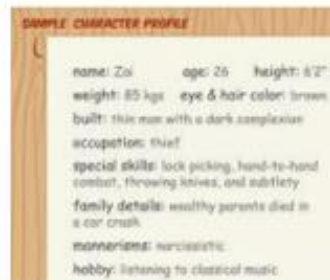 SAMPLE CHARACTER PROFILE
name: Zoi age: 26 height: 6'2"
weight: 85 kgs eye & hair color: brown
built: thin man with a dark complexion
occupation: thief
special skills: lock picking, hand-to-hand
combat, throwing knives, and subtlety
family details: wealthy parents died in
a car crash
mannerisms: narcissistic
hobby: listening to classical music